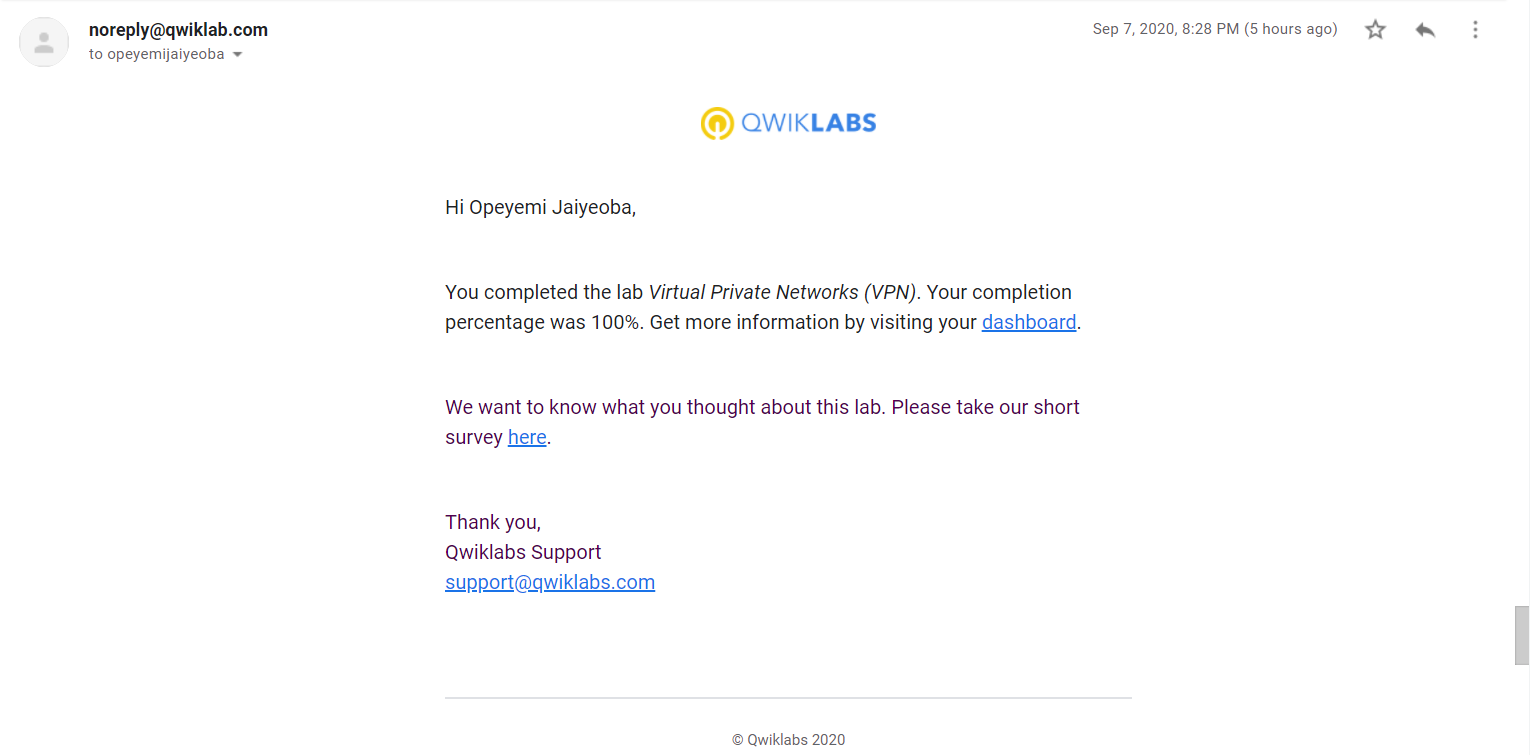 noreply@qwiklab.com
Sep 7, 2020, 8:28 PM (5 hours ago)
to opeyemijaiyeoba
QWIKLABS
Hi Opeyemi Jaiyeoba,
You completed the lab Virtual Private Networks (VPN). Your completion
percentage was 100%. Get more information by visiting your dashboard.
We want to know what you thought about this lab. Please take our short
survey here.
Thank you,
Qwiklabs Support
support@qwiklabs.com
© Qwiklabs 2020